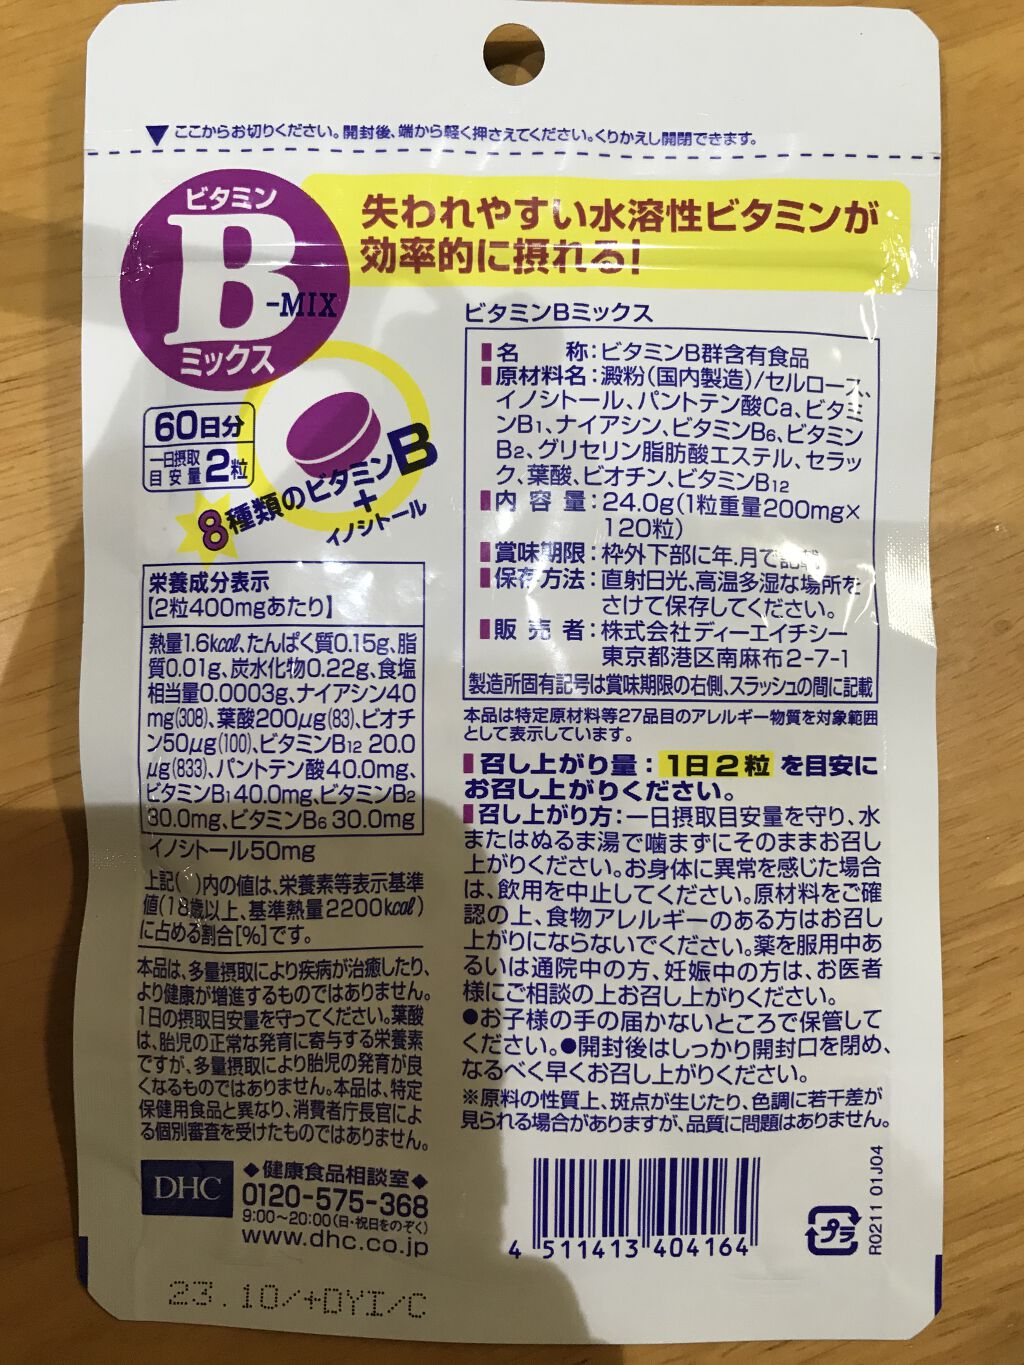 ▼ここからお切りください。開封後、端から軽く押さえてください。くりかえし開閉できます。
ビタミン
B
-MIX
ミックス
失われやすい水溶性ビタミンが
効率的に摂れる!
60日分
一日摂取
目安量 2粒
8種類のビタミンB
+
イノシトール
栄養成分表示
【2粒400mgあたり】
熱量1.6kcal、たんぱく質0.15g、脂
質0.01g、炭水化物0.22g、食塩
相当量0.0003g、ナイアシン40
mg(308)、葉酸200μg(83)、ビオチ
ン50μg(100)、ビタミンB12 20.0
μg(833)、パントテン酸40.0mg、
ビタミンB1 40.0mg、ビタミンB2
30.0mg、ビタミンB6 30.0mg
イノシトール50mg
上記( )内の値は、栄養素等表示基準
値(18歳以上、基準熱量2200kcal)
に占める割合[%]です。
本品は、多量摂取により疾病が治癒したり、
より健康が増進するものではありません。
1日の摂取目安量を守ってください。葉酸
は、胎児の正常な発育に寄与する栄養素
ですが、多量摂取により胎児の発育が良
くなるものではありません。本品は、特定
保健用食品と異なり、消費者庁長官によ
る個別審査を受けたものではありません。
DHC
◆健康食品相談室◆
0120-575-368
9:00〜20:00(日・祝日をのぞく)
www.dhc.co.jp
23.10/+DYI/C
ビタミンBミックス
名 称:ビタミンB群含有食品
原材料名:澱粉(国内製造)/セルロース、
イノシトール、パントテン酸Ca、ビタミ
ンB1、ナイアシン、ビタミンB6、ビタミン
B2、グリセリン脂肪酸エステル、セラッ
ク、葉酸、ビオチン、ビタミンB12
内容量:24.0g(1粒重量200mg×
120粒)
賞味期限:枠外下部に年.月で記載
保存方法:直射日光、高温多湿な場所を
さけて保存してください。
販売者:株式会社ディーエイチシー
東京都港区南麻布2-7-1
製造所固有記号は賞味期限の右側、スラッシュの間に記載
本品は特定原材料等27品目のアレルギー物質を対象範囲
として表示しています。
召し上がり量:1日2粒を目安に
お召し上がりください。
召し上がり方:一日摂取目安量を守り、水
またはぬるま湯で噛まずにそのままお召し
上がりください。お身体に異常を感じた場合
は、飲用を中止してください。原材料をご確
認の上、食物アレルギーのある方はお召し
上がりにならないでください。薬を服用中あ
るいは通院中の方、妊娠中の方は、お医者
様にご相談の上お召し上がりください。
●お子様の手の届かないところで保管して
ください。●開封後はしっかり開封口を閉め、
なるべく早くお召し上がりください。
※原料の性質上、斑点が生じたり、色調に若干差が
見られる場合がありますが、品質に問題はありません。
4 511413 404164
プラ
R0211 01J04